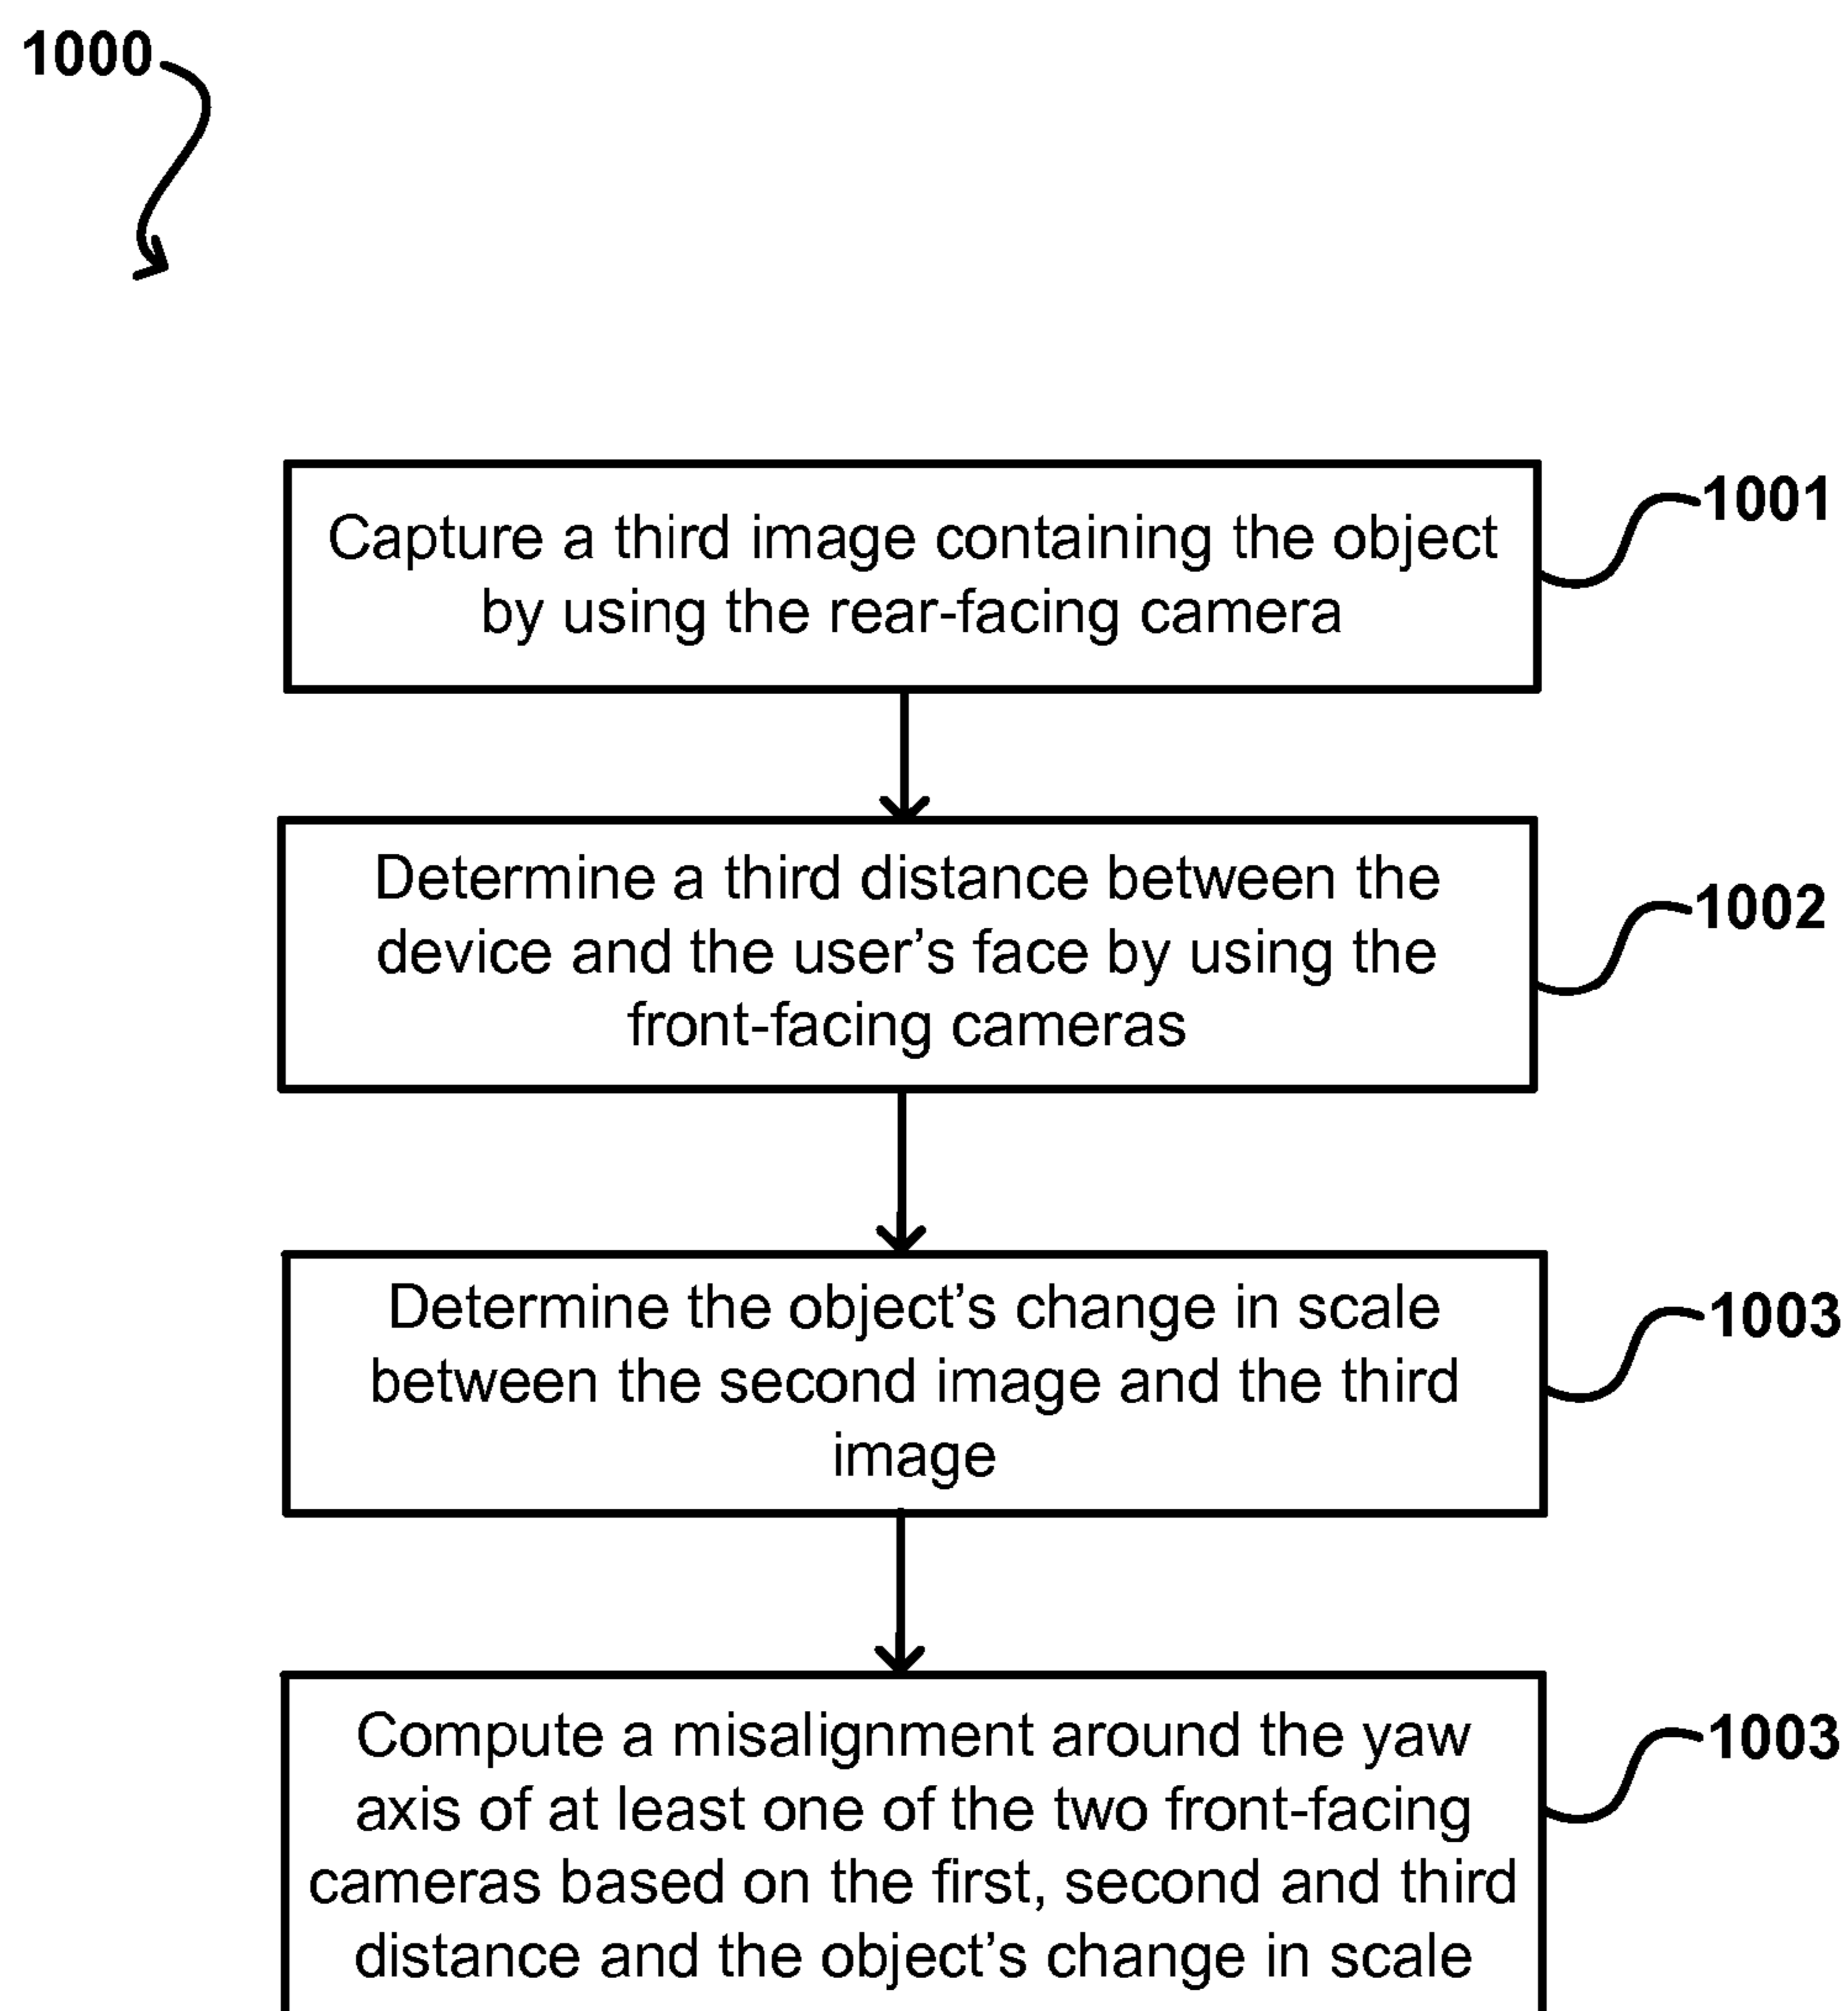 1000
Capture a third image containing the object
by using the rear-facing camera
1001
Determine a third distance between the
device and the user’s face by using the
front-facing cameras
1002
Determine the object’s change in scale
between the second image and the third
image
1003
Compute a misalignment around the yaw
axis of at least one of the two front-facing
cameras based on the first, second and third
distance and the object’s change in scale
1003